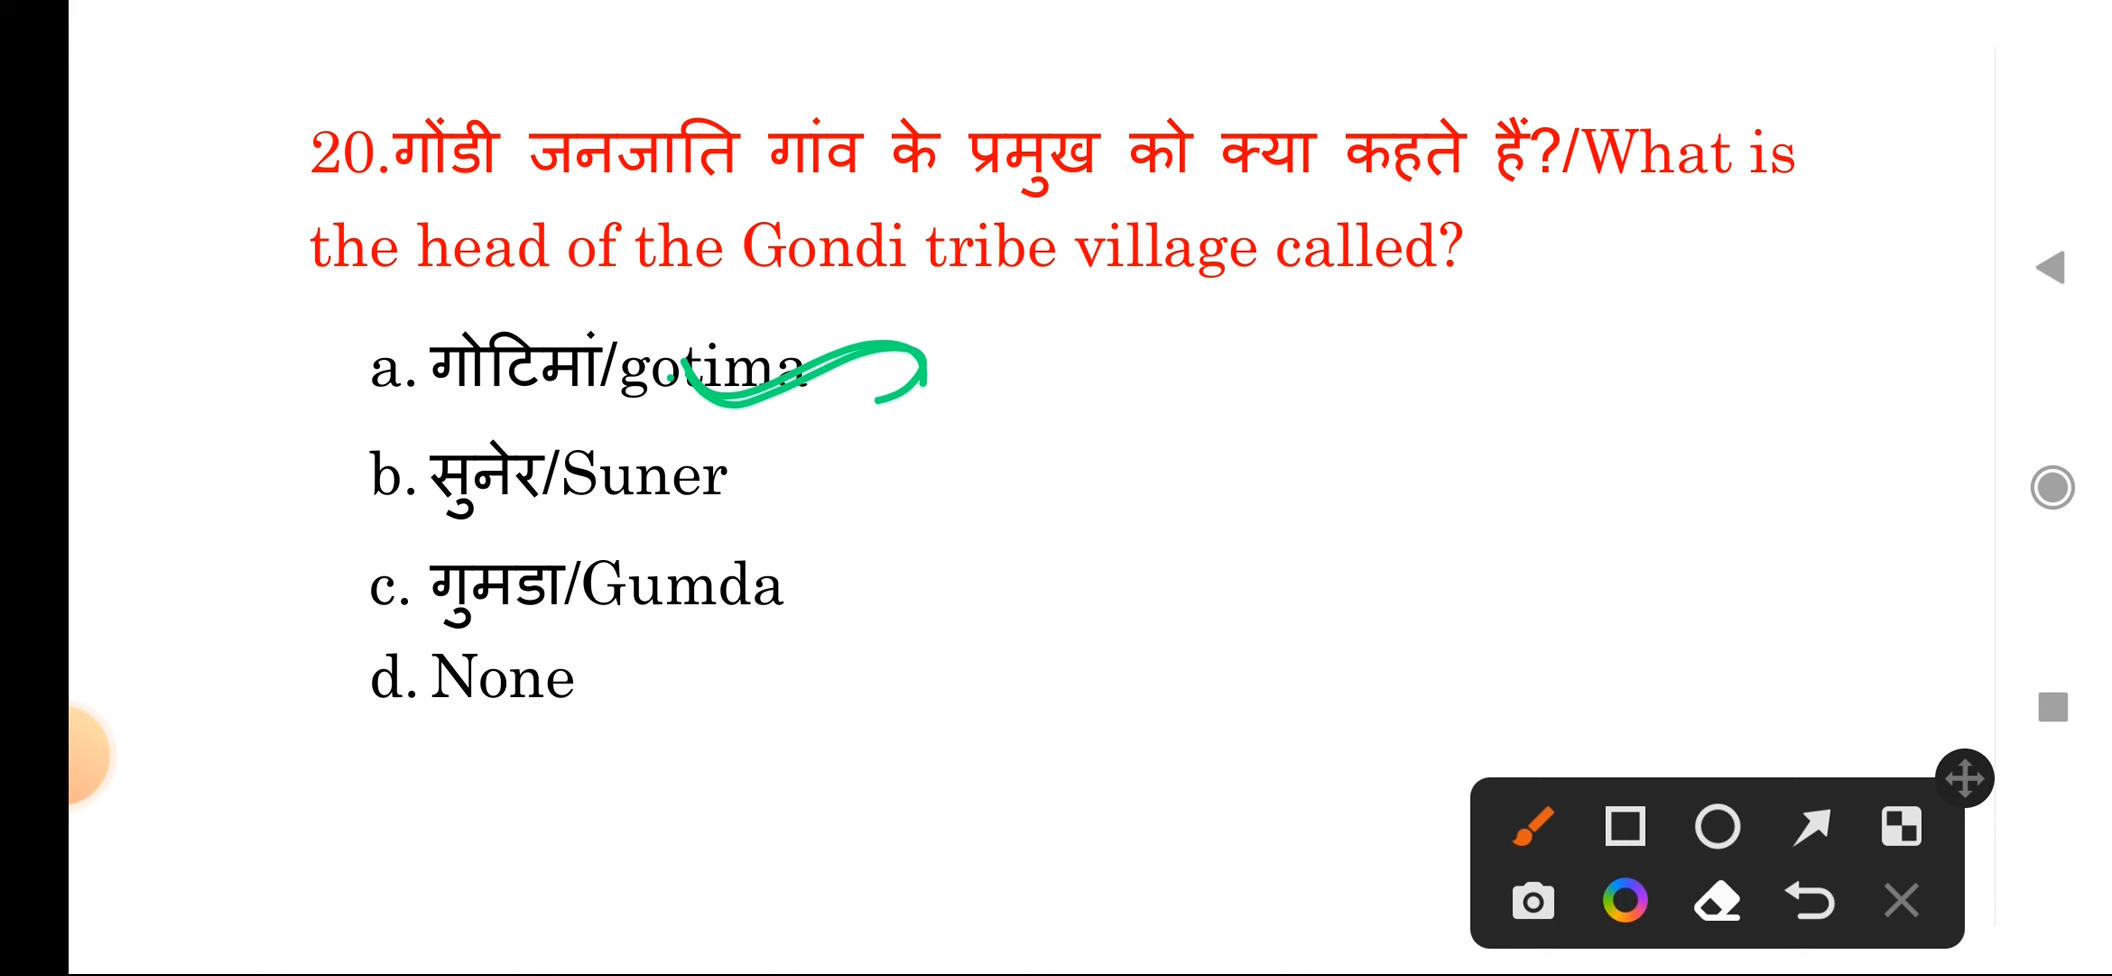 20.गोंडी जनजाति गांव के प्रमुख को क्या कहते हैं?/What is
the head of the Gondi tribe village called?
a. गोटिमां/gotima
b. सुनेर/Suner
c. गुमडा/Gumda
d. None